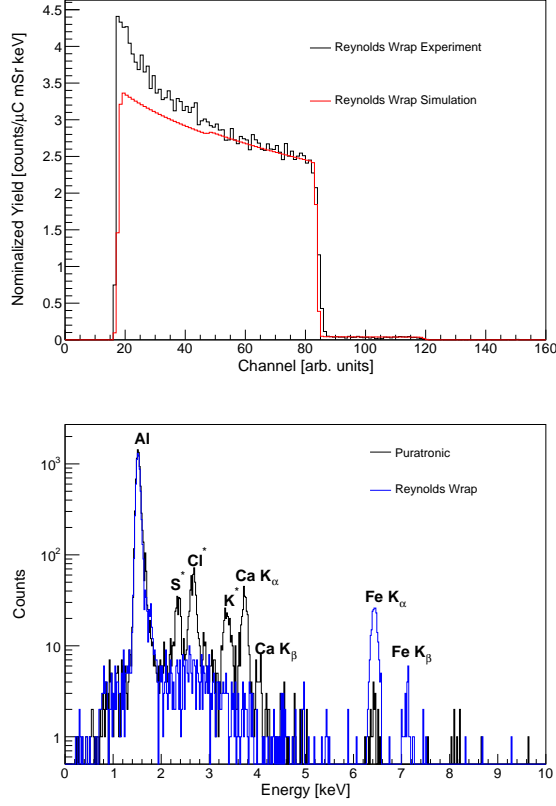 4.5
4
3.5
3
2.5
2
1.5
1
0.5
0
Nominalized Yield [counts/μC mSr keV]
Reynolds Wrap Experiment
Reynolds Wrap Simulation
0 20 40 60 80 100 120 140 160
Channel [arb. units]
10³
10²
10
1
Counts
Al
S*
Cl*
K*
Ca Kα
Ca Kβ
Fe Kα
Fe Kβ
Puratronic
Reynolds Wrap
0 1 2 3 4 5 6 7 8 9 10
Energy [keV]